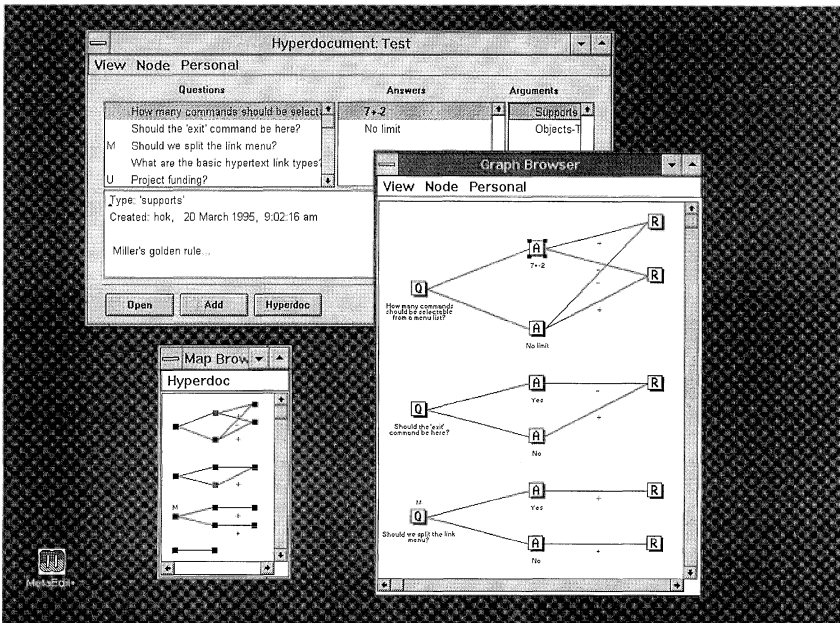 Hyperdocument: Test
View Node Personal
Questions Answers Arguments
How many commands should be select
Should the 'exit' command be here?
M Should we split the link menu?
What are the basic hypertext link types?
U Project funding?
7+-2
No limit
Supports
Objects-T
Type: 'supports'
Created: hok, 20 March 1995, 9:02:16 am
Miller's golden rule...
Open Add Hyperdoc
Graph Browser
View Node Personal
Q
How many commands
should be selectable
from a menu list?
A
7+-2
A
No limit
R
R
-
-
-
+
Q
Should the 'exit'
command be here?
A
Yes
A
No
R
-
+
M
Q
Should we split the link
menu?
A
Yes
A
No
+
R
+
R
Map Brow
Hyperdoc
+
+
+
M
+
+
MetaEdit+